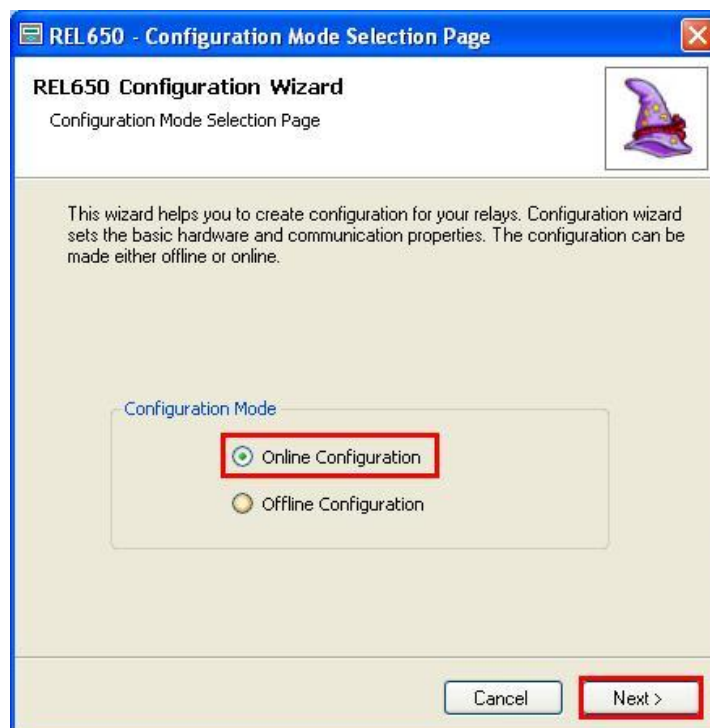 REL650 - Configuration Mode Selection Page
REL650 Configuration Wizard
Configuration Mode Selection Page
This wizard helps you to create configuration for your relays. Configuration wizard
sets the basic hardware and communication properties. The configuration can be
made either offline or online.
Configuration Mode
Online Configuration
Offline Configuration
Cancel
Next >